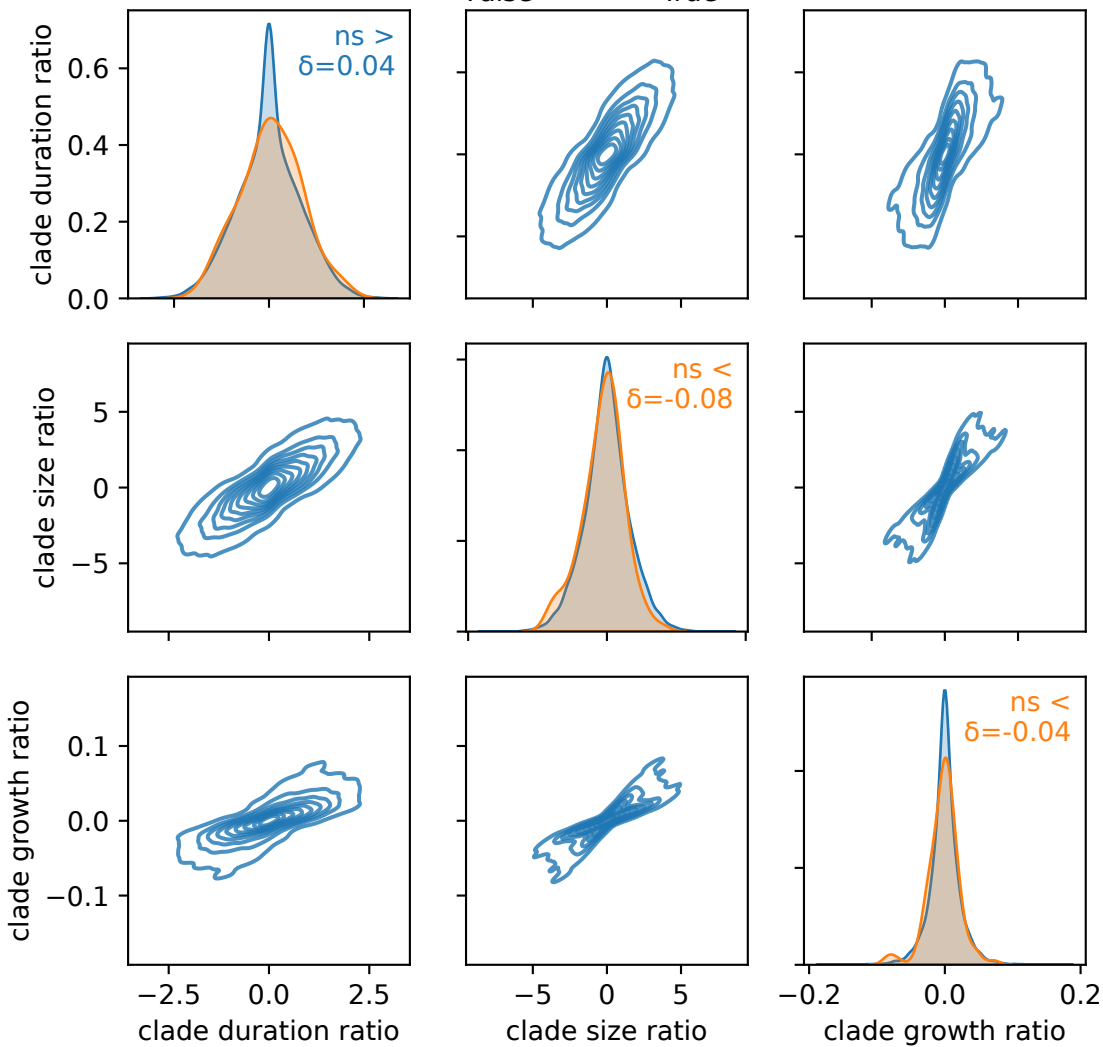 clade duration ratio
0.6
0.4
0.2
0.0
ns >
δ=0.04
clade size ratio
5
0
−5
ns <
δ=-0.08
clade growth ratio
0.1
0.0
−0.1
ns <
δ=-0.04
−2.5 0.0 2.5
clade duration ratio
−5 0 5
clade size ratio
−0.2 0.0 0.2
clade growth ratio